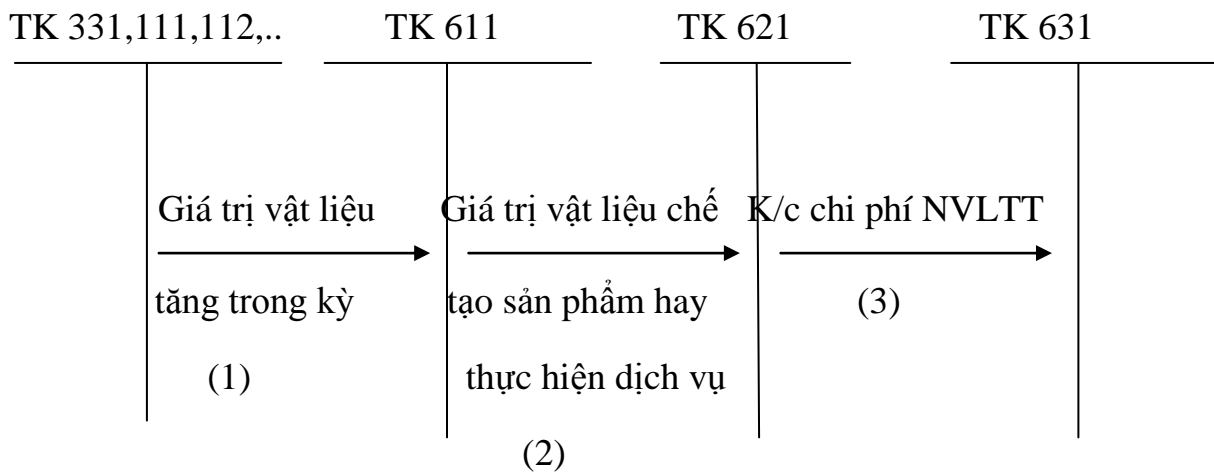 TK 331,111,112,.. TK 611 TK 621 TK 631
Giá trị vật liệu Giá trị vật liệu chế K/c chi phí NVLTT
tăng trong kỳ tạo sản phẩm hay (3)
(1) thực hiện dịch vụ
(2)